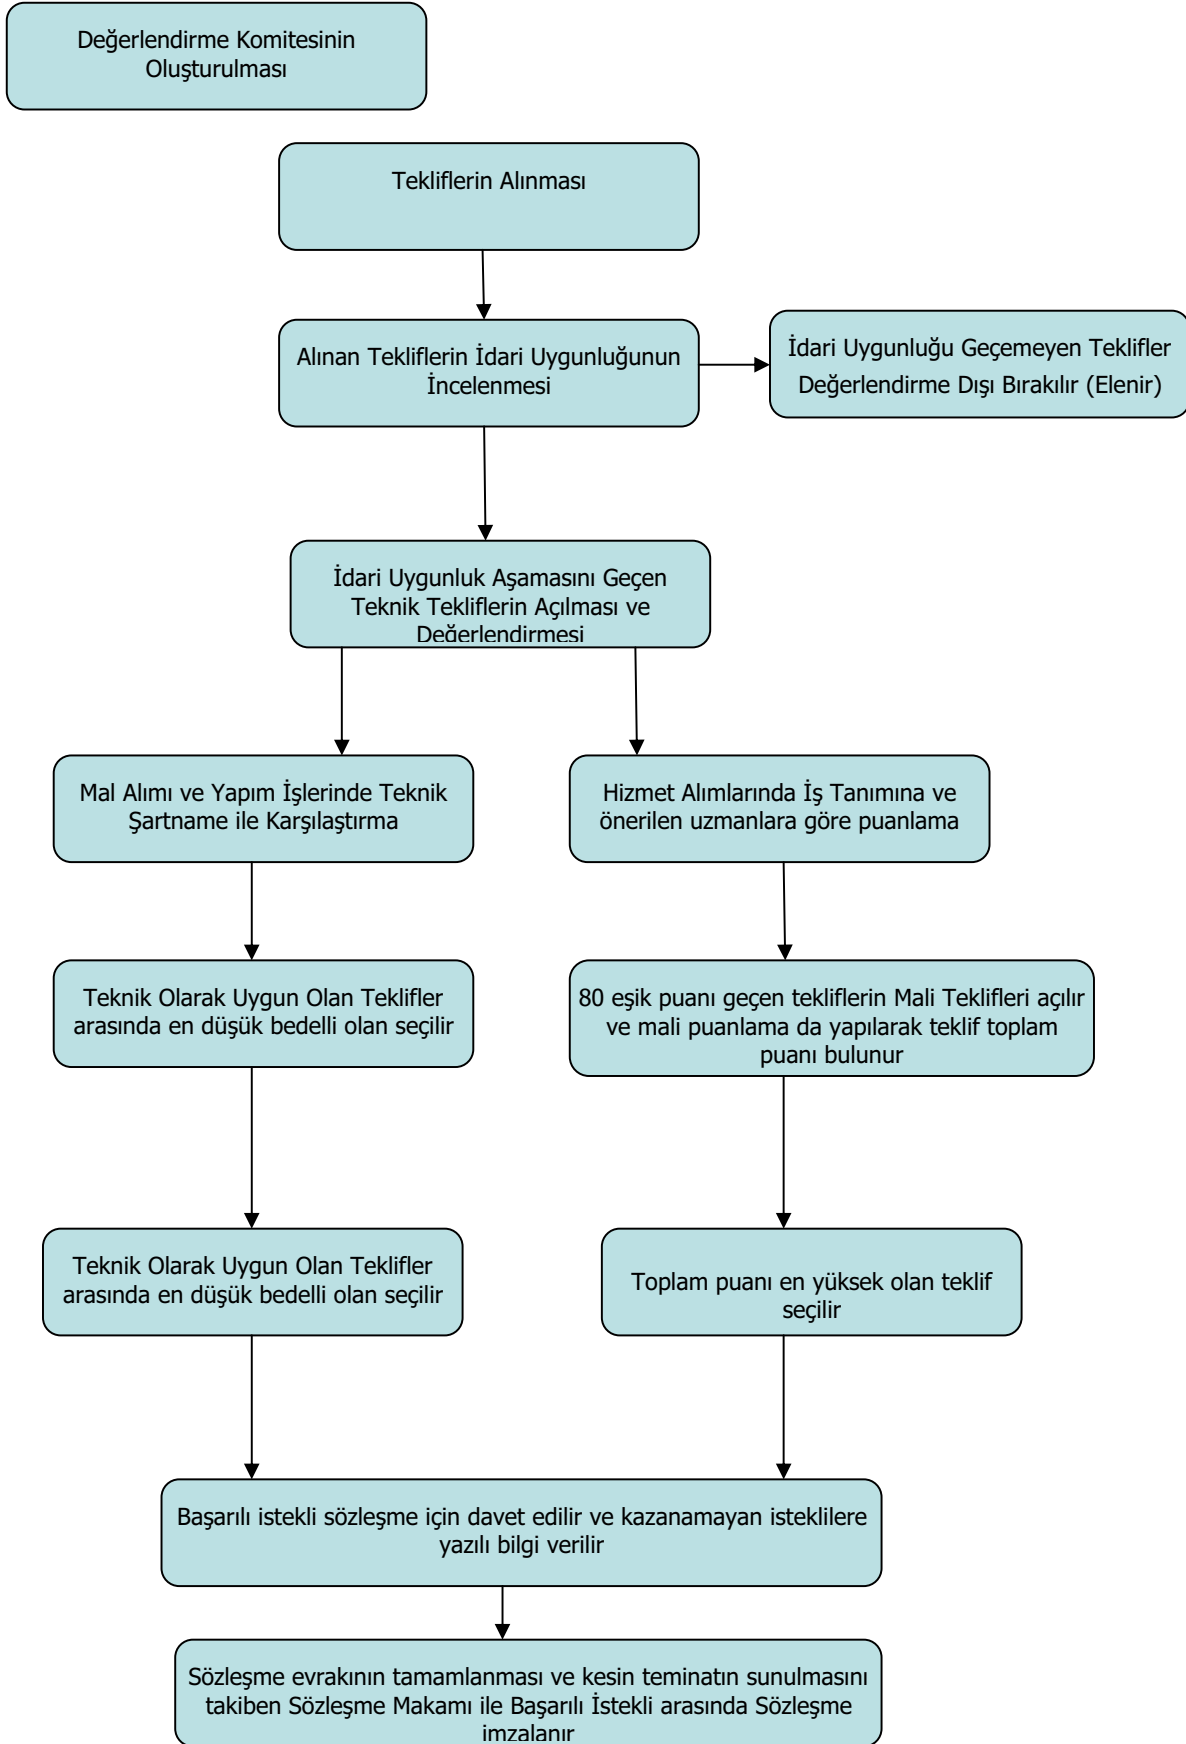 Değerlendirme Komitesinin
Oluşturulması
Tekliflerin Alınması
Alınan Tekliflerin İdari Uygunluğunun
İncelenmesi
İdari Uygunluğu Geçemeyen Teklifler
Değerlendirme Dışı Bırakılır (Elenir)
İdari Uygunluk Aşamasını Geçen
Teknik Tekliflerin Açılması ve
Değerlendirmesi
Mal Alımı ve Yapım İşlerinde Teknik
Şartname ile Karşılaştırma
Hizmet Alımlarında İş Tanımına ve
önerilen uzmanlara göre puanlama
Teknik Olarak Uygun Olan Teklifler
arasında en düşük bedelli olan seçilir
80 eşik puanı geçen tekliflerin Mali Teklifleri açılır
ve mali puanlama da yapılarak teklif toplam
puanı bulunur
Teknik Olarak Uygun Olan Teklifler
arasında en düşük bedelli olan seçilir
Toplam puanı en yüksek olan teklif
seçilir
Başarılı istekli sözleşme için davet edilir ve kazanamayan isteklilere
yazılı bilgi verilir
Sözleşme evrakının tamamlanması ve kesin teminatın sunulmasını
takiben Sözleşme Makamı ile Başarılı İstekli arasında Sözleşme
imzalanır